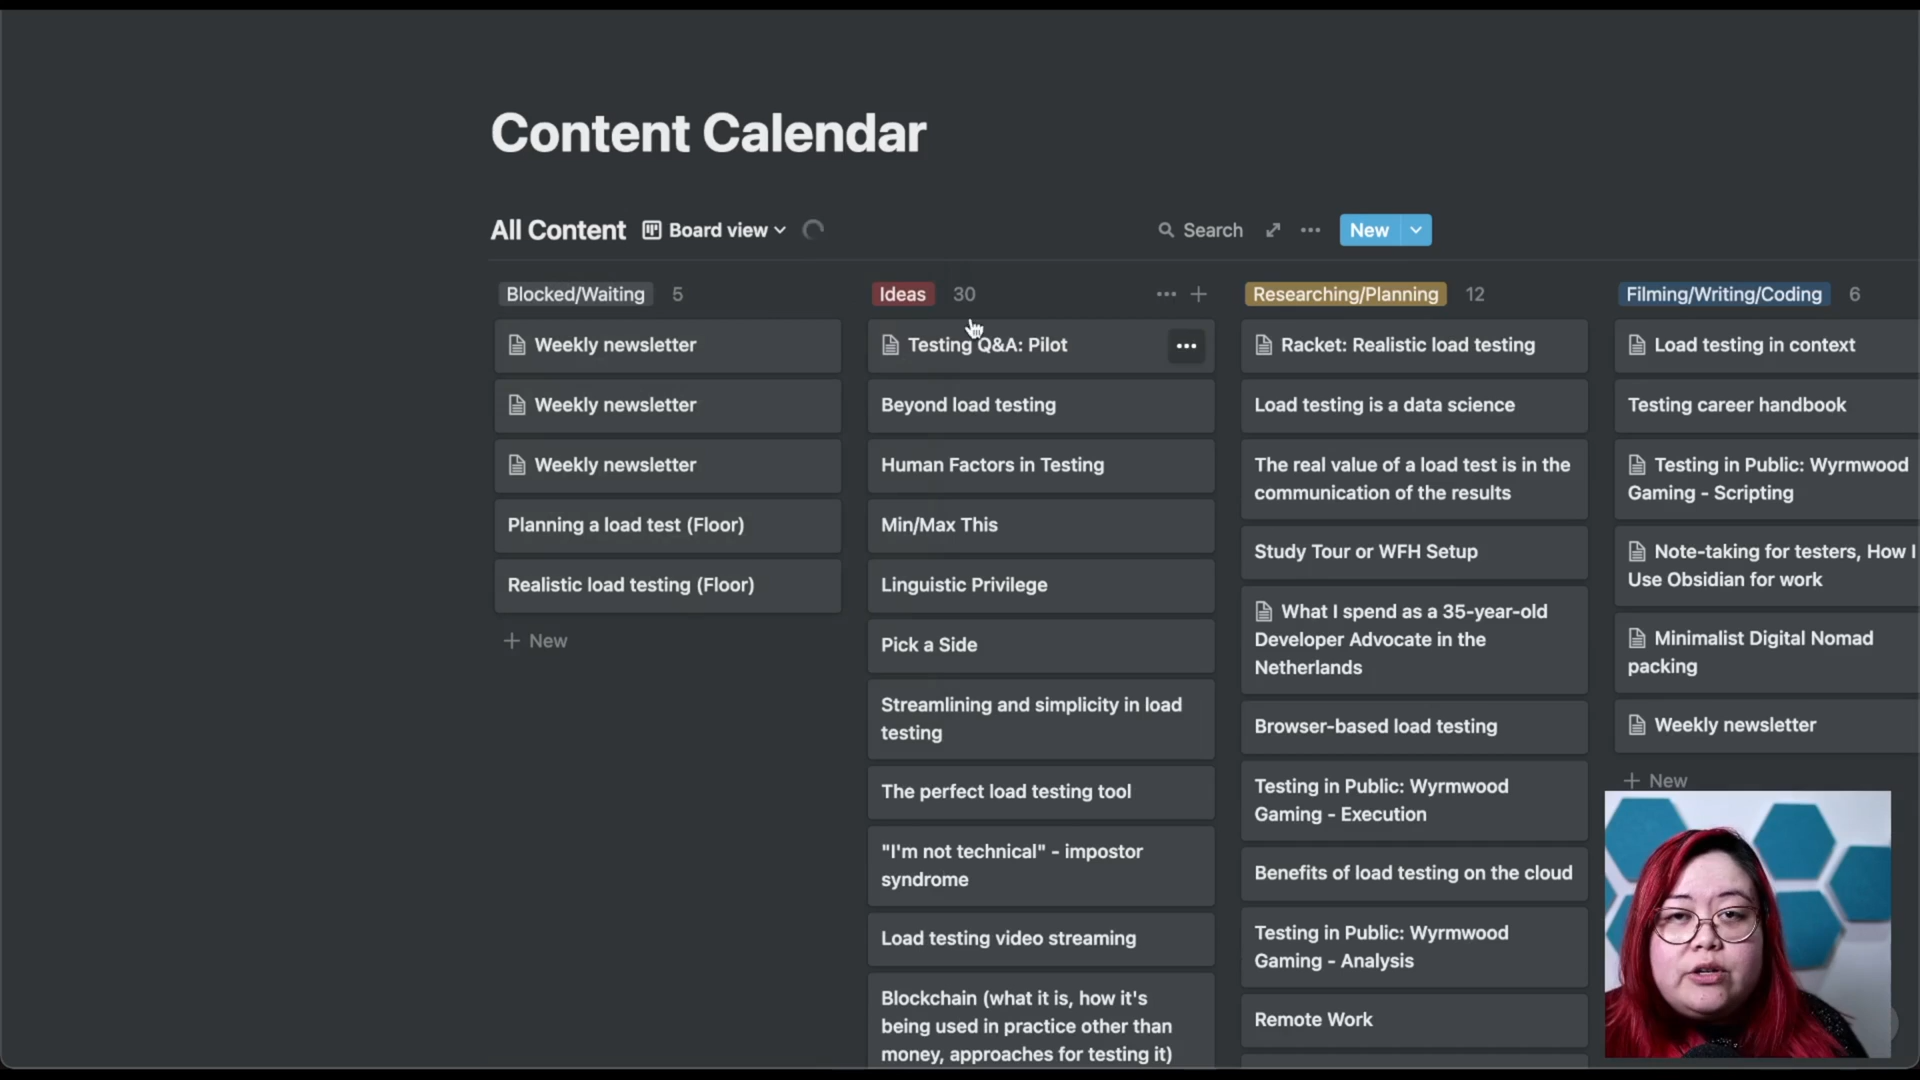 Content Calendar
All Content
Board view
Search
New
Blocked/Waiting 5
Weekly newsletter
Weekly newsletter
Weekly newsletter
Planning a load test (Floor)
Realistic load testing (Floor)
+ New
Ideas 30
Testing Q&A: Pilot
Beyond load testing
Human Factors in Testing
Min/Max This
Linguistic Privilege
Pick a Side
Streamlining and simplicity in load
testing
The perfect load testing tool
"I'm not technical" - impostor
syndrome
Load testing video streaming
Blockchain (what it is, how it's
being used in practice other than
money, approaches for testing it)
Researching/Planning 12
Racket: Realistic load testing
Load testing is a data science
The real value of a load test is in the
communication of the results
Study Tour or WFH Setup
What I spend as a 35-year-old
Developer Advocate in the
Netherlands
Browser-based load testing
Testing in Public: Wyrmwood
Gaming - Execution
Benefits of load testing on the cloud
Testing in Public: Wyrmwood
Gaming - Analysis
Remote Work
Filming/Writing/Coding 6
Load testing in context
Testing career handbook
Testing in Public: Wyrmwood
Gaming - Scripting
Note-taking for testers, How I
Use Obsidian for work
Minimalist Digital Nomad
packing
Weekly newsletter
+ New